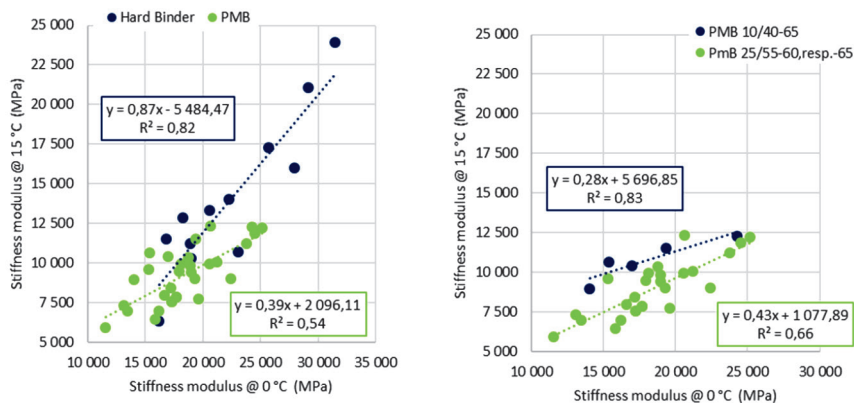 Hard Binder PMB
25 000
22 500
20 000
17 500
15 000
12 500
10 000
7 500
5 000
Stiffness modulus @ 15 °C (MPa)
y = 0,87x - 5 484,47
R² = 0,82
y = 0,39x + 2 096,11
R² = 0,54
10 000 15 000 20 000 25 000 30 000 35 000
Stiffness modulus @ 0 °C (MPa)
PMB 10/40-65
PmB 25/55-60,resp.-65
25 000
22 500
20 000
17 500
15 000
12 500
10 000
7 500
5 000
Stiffness modulus @ 15 °C (MPa)
y = 0,28x + 5 696,85
R² = 0,83
y = 0,43x + 1 077,89
R² = 0,66
10 000 15 000 20 000 25 000 30 000
Stiffness modulus @ 0 °C (MPa)